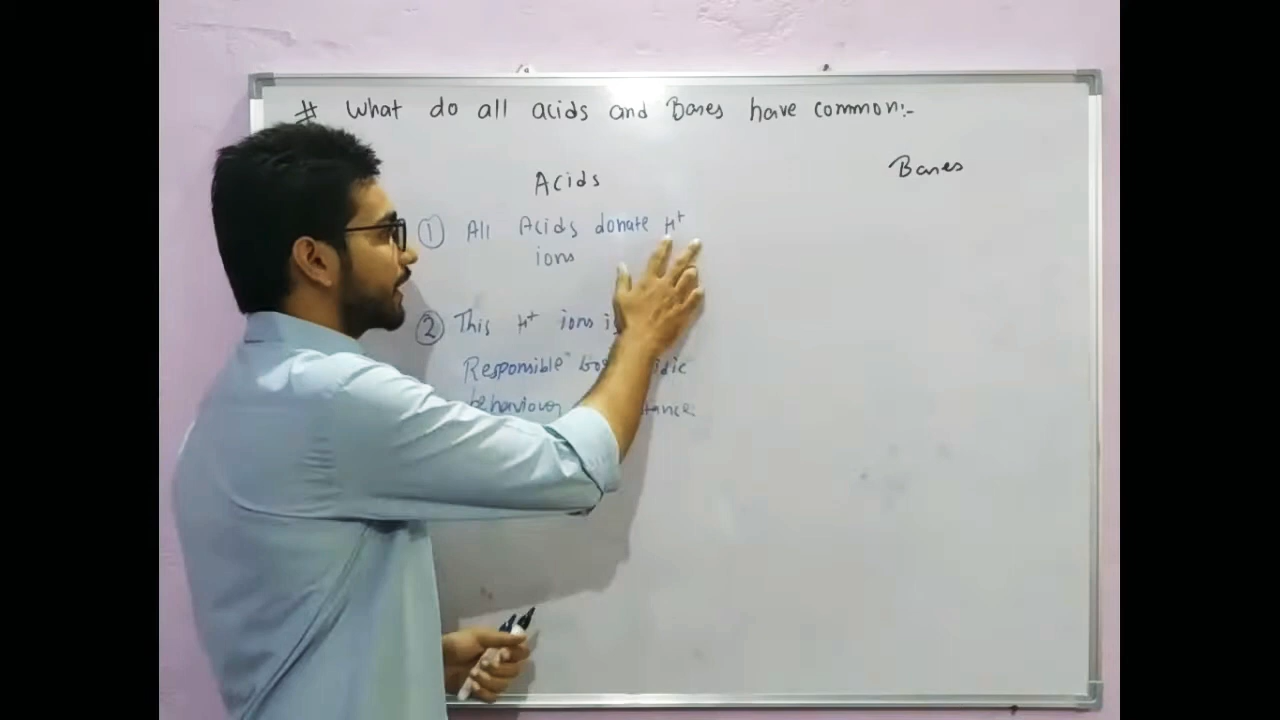 # What do all acids and Bases have common:-
Acids
Bases
① All Acids donate H⁺
ions
② This H⁺ ions
Responsible"
behaviour